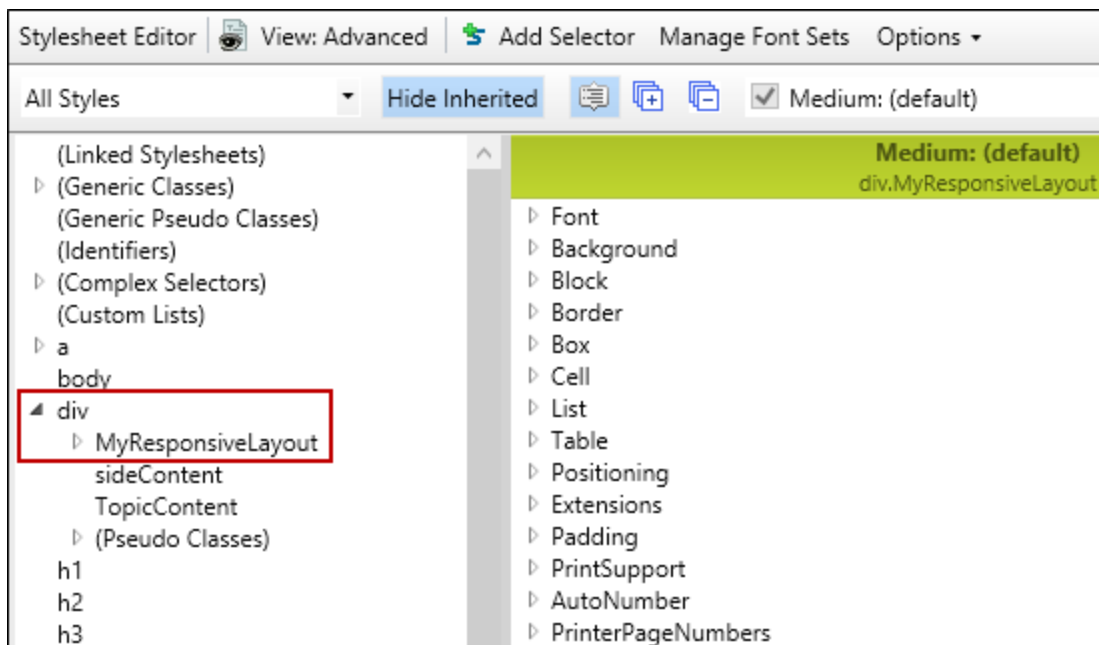 Stylesheet Editor View: Advanced Add Selector Manage Font Sets Options
All Styles Hide Inherited Medium: (default)
(Linked Stylesheets)
(Generic Classes)
(Generic Pseudo Classes)
(Identifiers)
(Complex Selectors)
(Custom Lists)
a
body
div
MyResponsiveLayout
sideContent
TopicContent
(Pseudo Classes)
h1
h2
h3
Medium: (default)
div.MyResponsiveLayout
Font
Background
Block
Border
Box
Cell
List
Table
Positioning
Extensions
Padding
PrintSupport
AutoNumber
PrinterPageNumbers